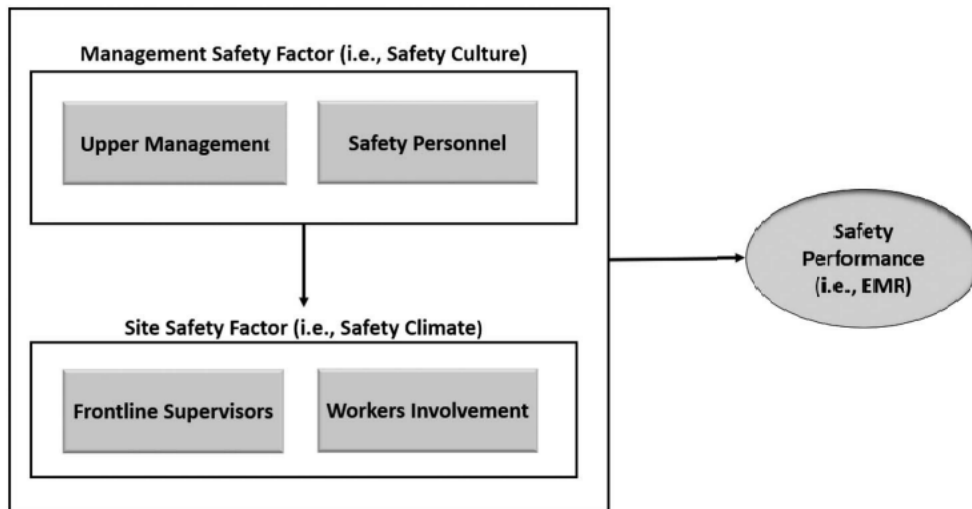 Management Safety Factor (i.e., Safety Culture)
Upper Management
Safety Personnel
Site Safety Factor (i.e., Safety Climate)
Frontline Supervisors
Workers Involvement
Safety
Performance
(i.e., EMR)